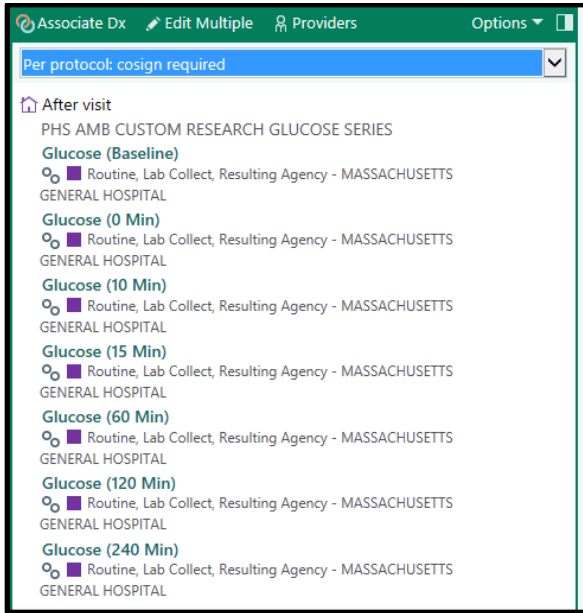 Associate Dx Edit Multiple Providers Options
Per protocol: cosign required
After visit
PHS AMB CUSTOM RESEARCH GLUCOSE SERIES
Glucose (Baseline)
Routine, Lab Collect, Resulting Agency - MASSACHUSETTS
GENERAL HOSPITAL
Glucose (0 Min)
Routine, Lab Collect, Resulting Agency - MASSACHUSETTS
GENERAL HOSPITAL
Glucose (10 Min)
Routine, Lab Collect, Resulting Agency - MASSACHUSETTS
GENERAL HOSPITAL
Glucose (15 Min)
Routine, Lab Collect, Resulting Agency - MASSACHUSETTS
GENERAL HOSPITAL
Glucose (60 Min)
Routine, Lab Collect, Resulting Agency - MASSACHUSETTS
GENERAL HOSPITAL
Glucose (120 Min)
Routine, Lab Collect, Resulting Agency - MASSACHUSETTS
GENERAL HOSPITAL
Glucose (240 Min)
Routine, Lab Collect, Resulting Agency - MASSACHUSETTS
GENERAL HOSPITAL